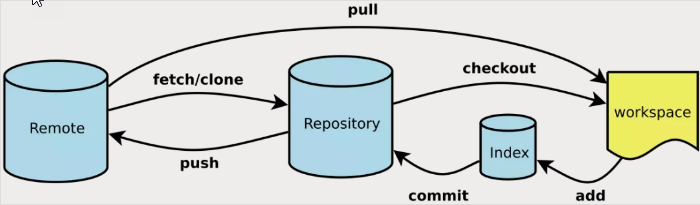 pull
fetch/clone
checkout
Remote
Repository
workspace
Index
push
commit
add